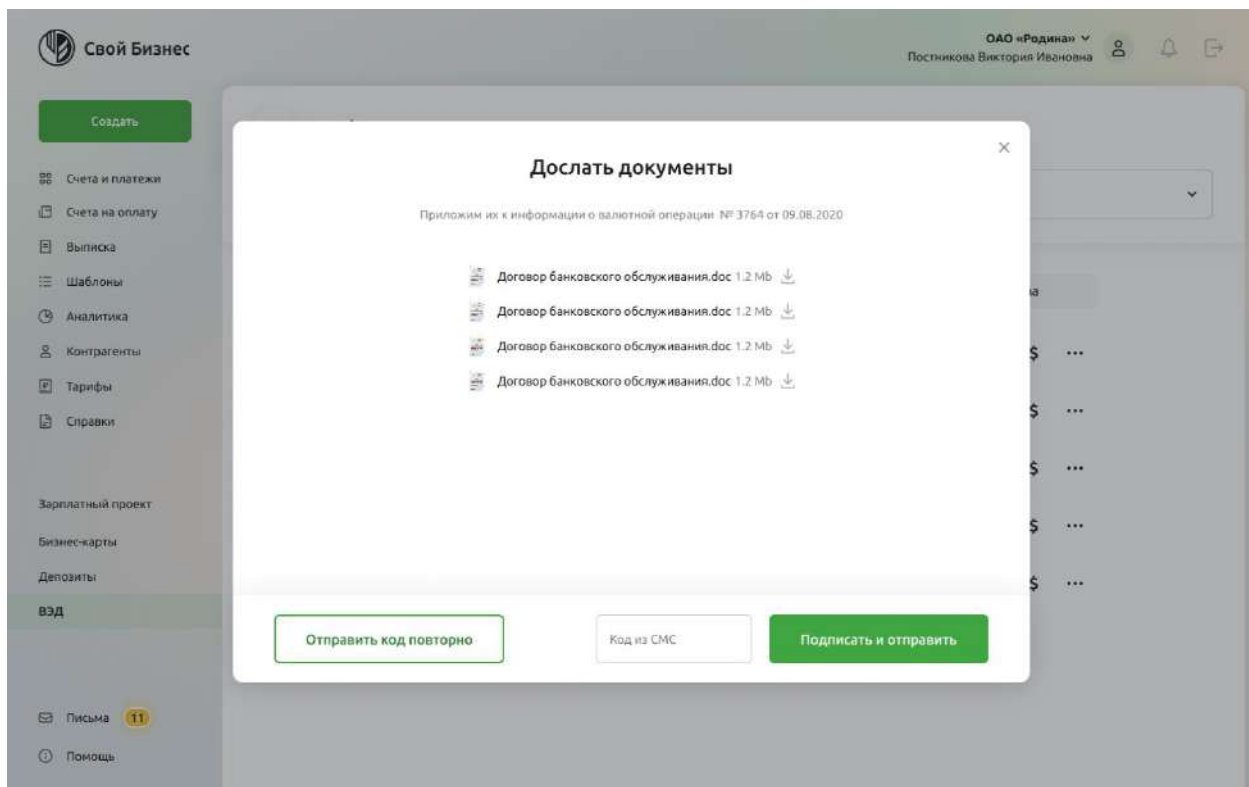 Свой Бизнес
ОАО «Родина»
Постникова Виктория Ивановна
Создать
Счета и платежи
Счета на оплату
Выписка
Шаблоны
Аналитика
Контрагенты
Тарифы
Справки
Зарплатный проект
Бизнес-карты
Депозиты
ВЭД
Письма 11
Помощь
Дослать документы
Приложим их к информации о валютной операции № 3764 от 09.08.2020
Договор банковского обслуживания.doc 1.2 Mb
Договор банковского обслуживания.doc 1.2 Mb
Договор банковского обслуживания.doc 1.2 Mb
Договор банковского обслуживания.doc 1.2 Mb
$ ...
$ ...
$ ...
$ ...
$ ...
Отправить код повторно
Код из СМС
Подписать и отправить